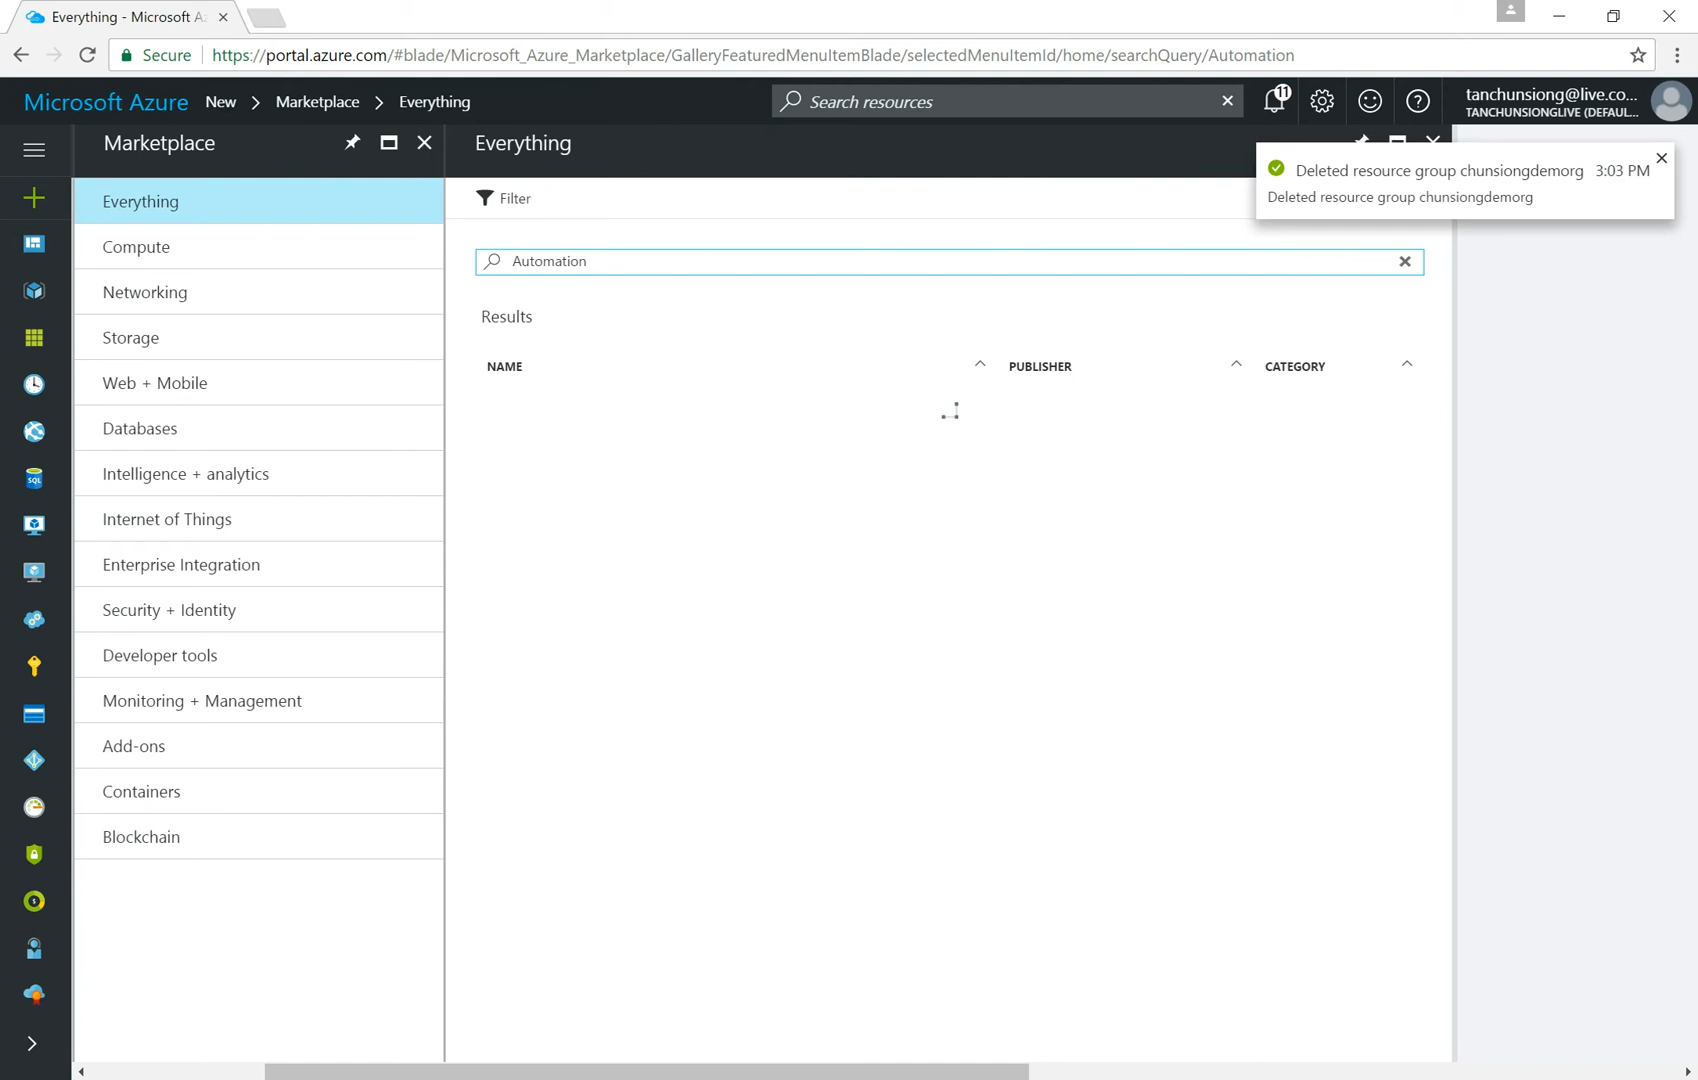 Everything - Microsoft A
Secure
https://portal.azure.com/#blade/Microsoft_Azure_Marketplace/GalleryFeaturedMenuItemBlade/selectedMenuItemId/home/searchQuery/Automation
Microsoft Azure New > Marketplace > Everything
Search resources
11
tanchunsiong@live.co...
TANCHUNSIONGLIVE (DEFAUL...
Marketplace
Everything
Deleted resource group chunsiongdemorg 3:03 PM
Deleted resource group chunsiongdemorg
Everything
Compute
Networking
Storage
Web + Mobile
Databases
Intelligence + analytics
Internet of Things
Enterprise Integration
Security + Identity
Developer tools
Monitoring + Management
Add-ons
Containers
Blockchain
Filter
Automation
Results
NAME PUBLISHER CATEGORY
SQL